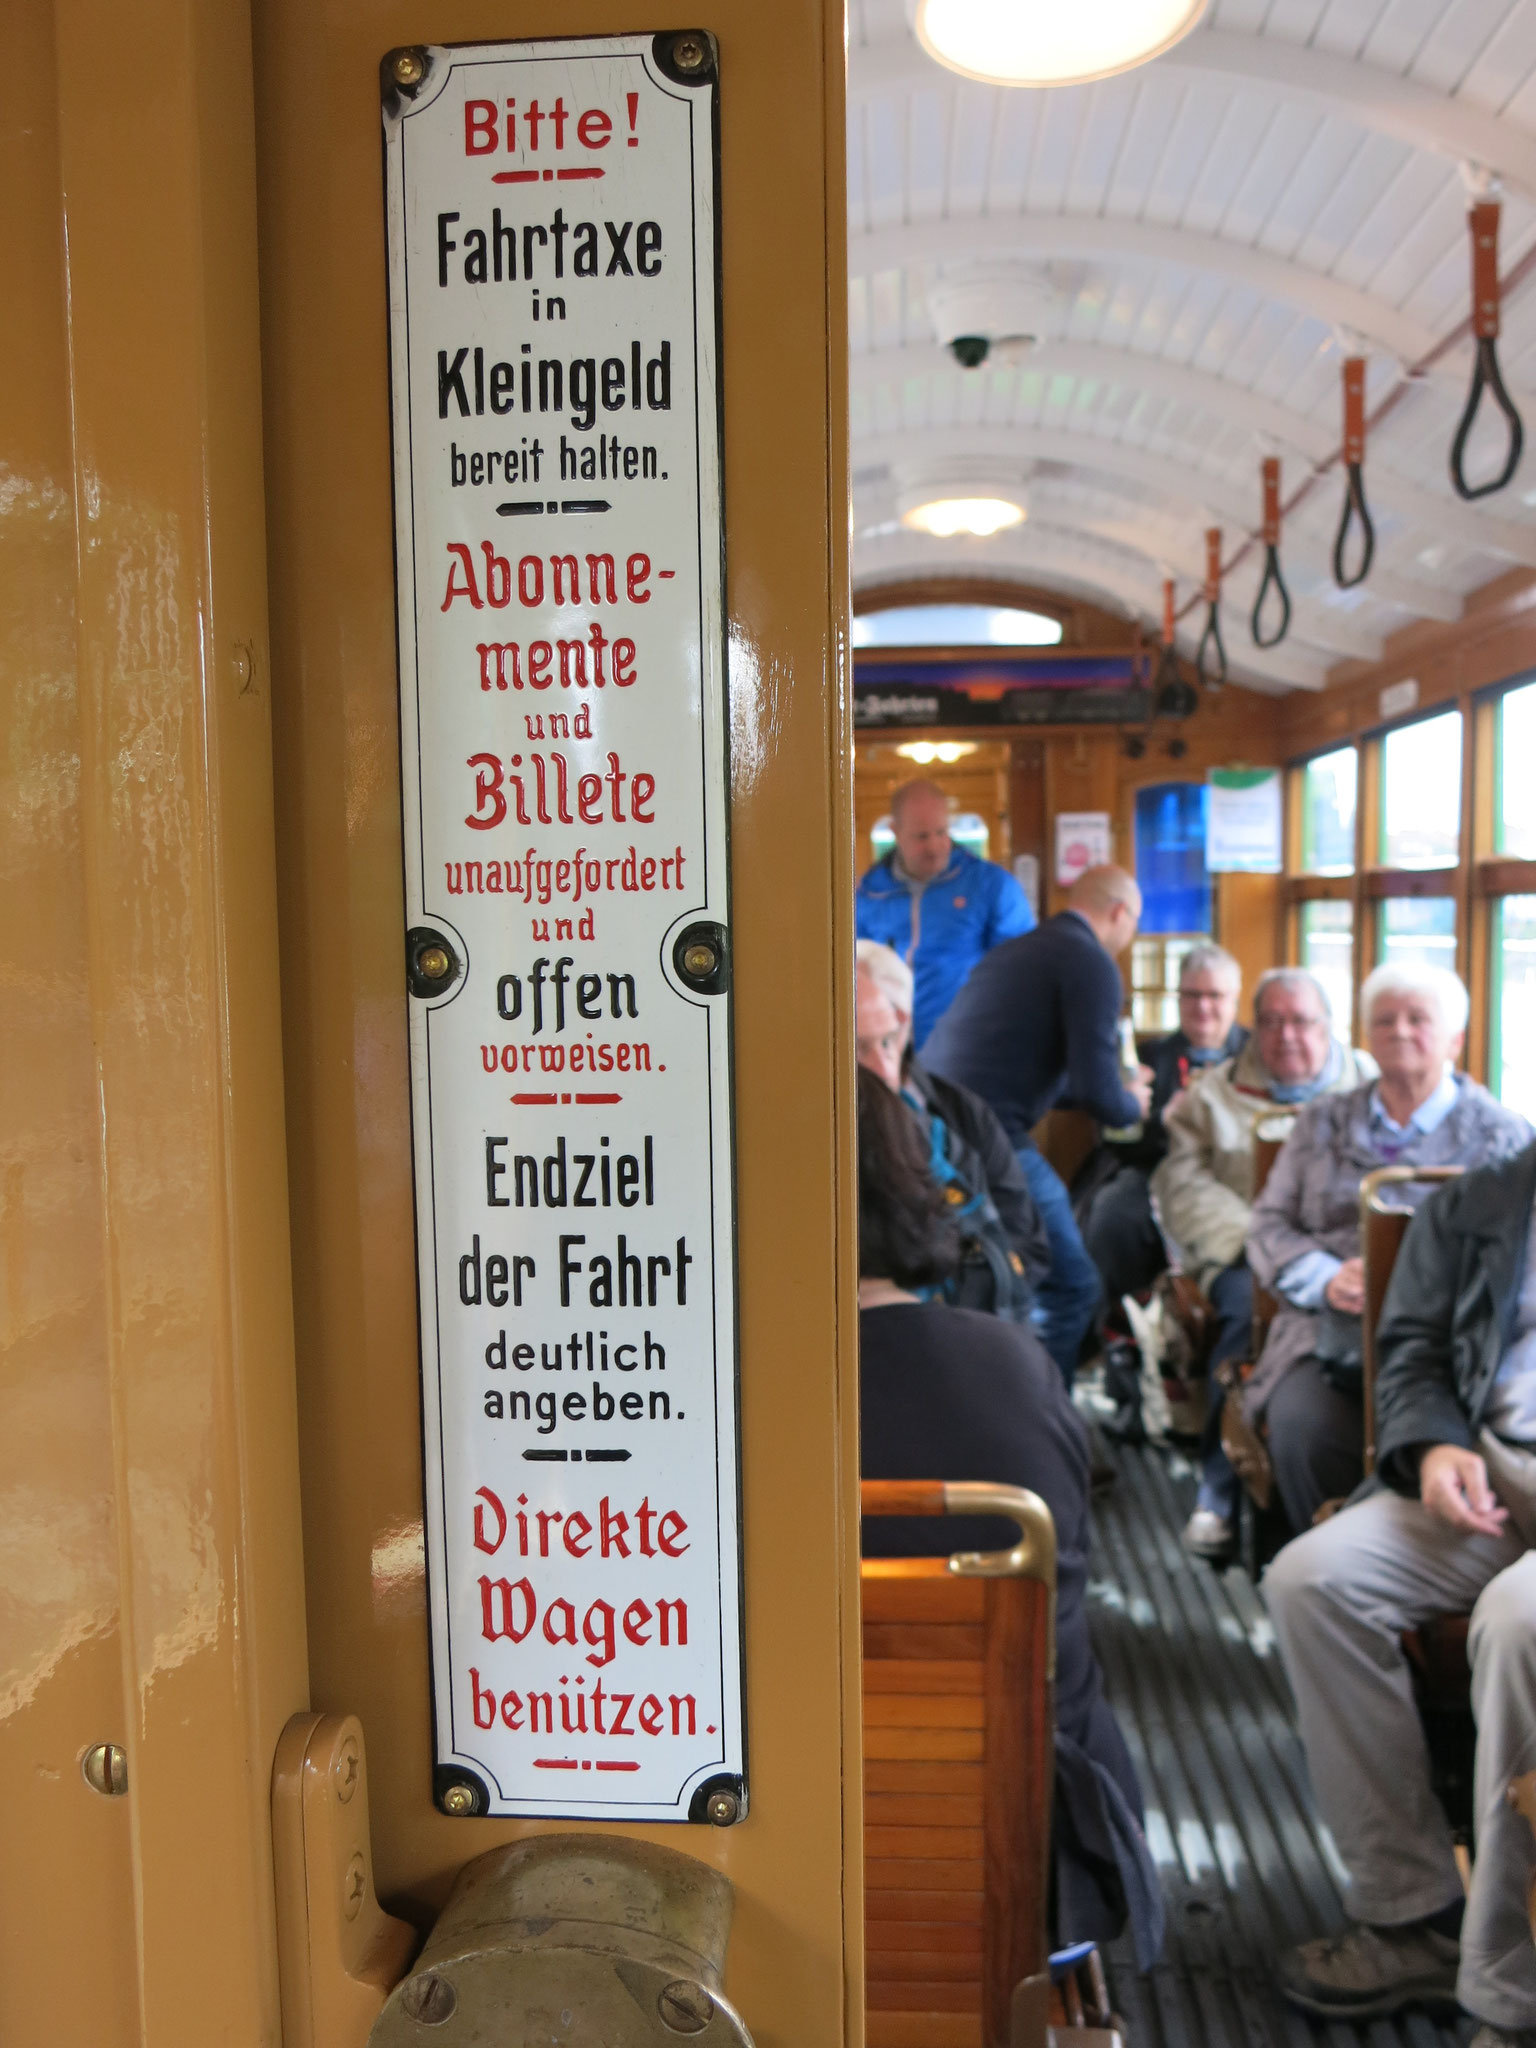 Bitte!
Fahrtaxe
in
Kleingeld
bereit halten.
Abonne-
mente
und
Billete
unaufgefordert
und
offen
vorweisen.
Endziel
der Fahrt
deutlich
angeben.
Direkte
Wagen
benützen.